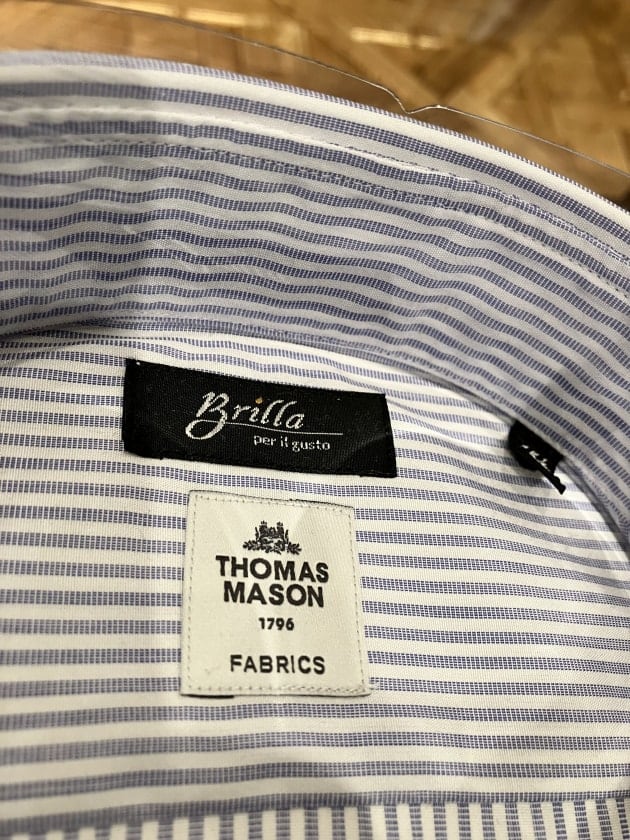 Brilla
per il gusto
THOMAS
MASON
1796
FABRICS